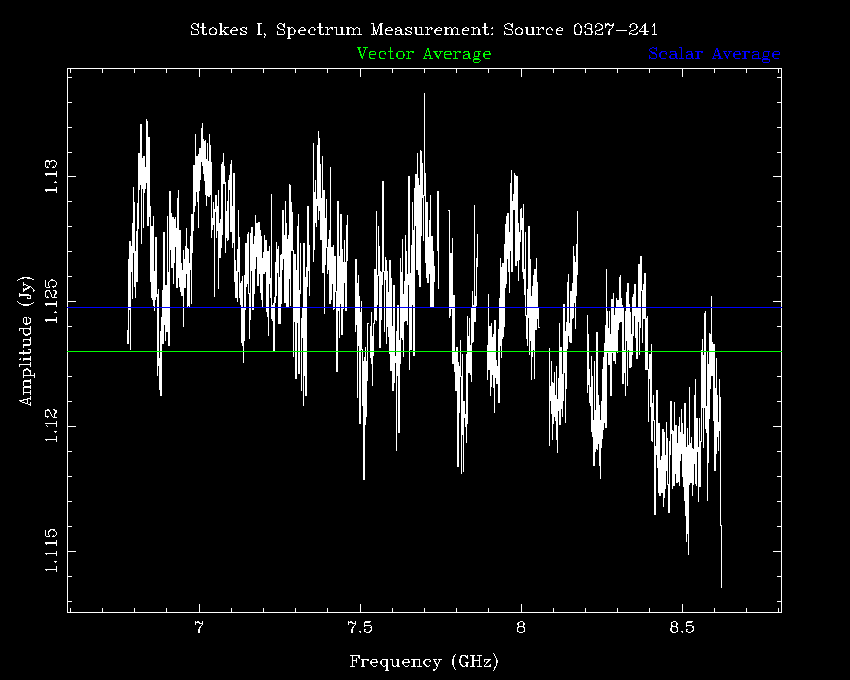 Stokes I, Spectrum Measurement: Source 0327−241
Vector Average Scalar Average
1.13
1.125
1.12
1.115
Amplitude (Jy)
7 7.5 8 8.5
Frequency (GHz)